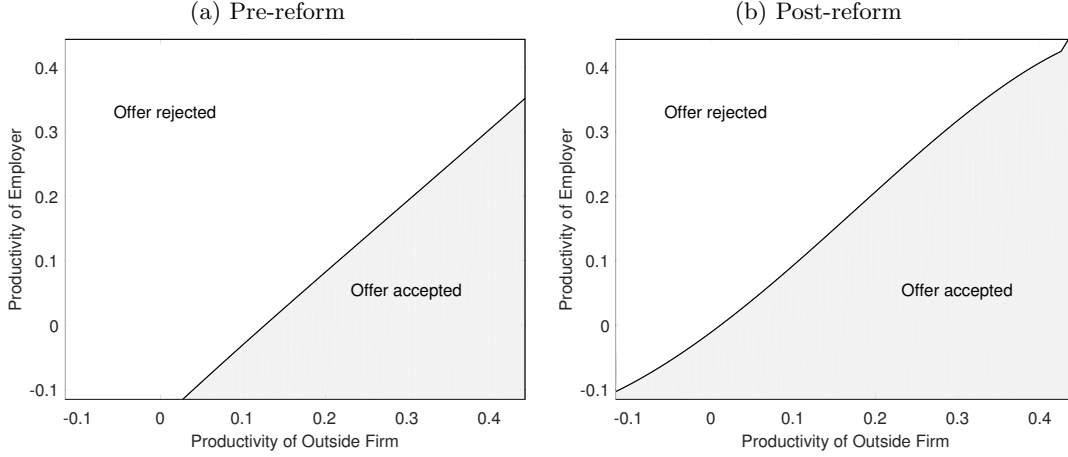 (a) Pre-reform
0.4
0.3
0.2
0.1
0
-0.1
Productivity of Employer
Offer rejected
Offer accepted
-0.1 0 0.1 0.2 0.3 0.4
Productivity of Outside Firm
(b) Post-reform
0.4
0.3
0.2
0.1
0
-0.1
Productivity of Employer
Offer rejected
Offer accepted
-0.1 0 0.1 0.2 0.3 0.4
Productivity of Outside Firm